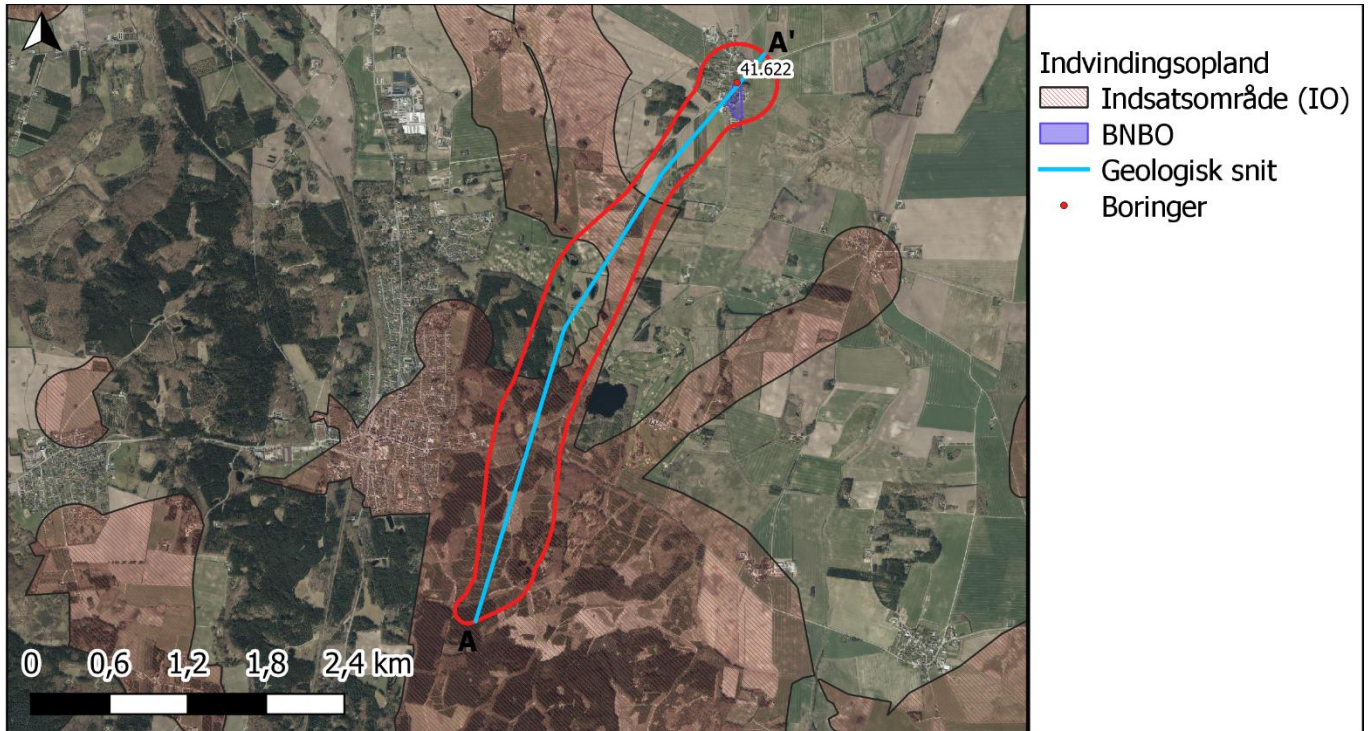 A'
41.622
A
0 0,6 1,2 1,8 2,4 km
Indvindingsopland
Indsatsområde (IO)
BNBO
Geologisk snit
Boringer